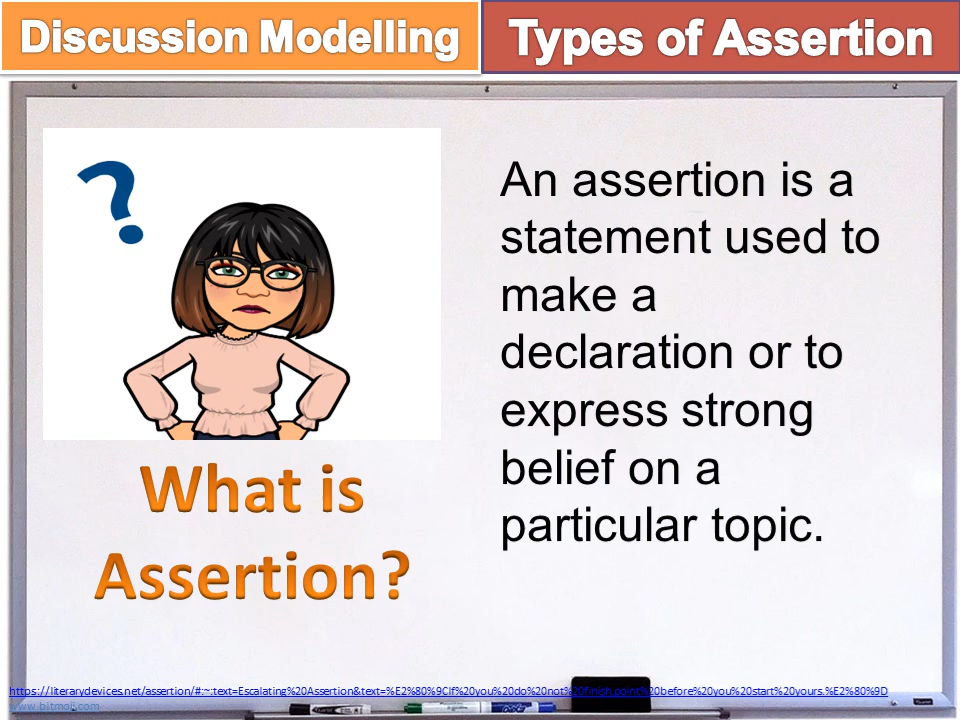 Discussion Modelling
Types of Assertion
?
An assertion is a
statement used to
make a
declaration or to
express strong
belief on a
particular topic.
What is
Assertion?
https://literarydevices.net/assertion/#:~:text=Escalating%20Assertion&text=%E2%80%9CIf%20you%20do%20not%20finish,point%20before%20you%20start%20yours.%E2%80%9D
www.bitmoji.com